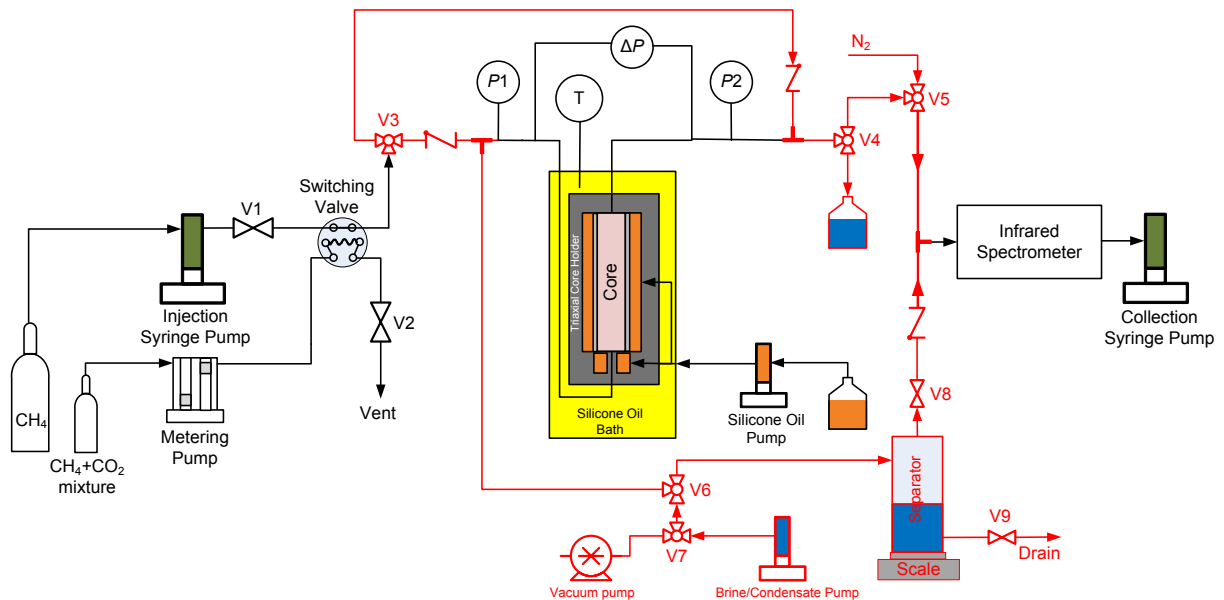 N₂
ΔP
P1
T
P2
V3
V4
V5
Switching
Valve
V1
Triaxial Core Holder
Core
Infrared
Spectrometer
Injection
Syringe Pump
V2
Collection
Syringe Pump
CH₄
Vent
Silicone Oil
Bath
Silicone Oil
Pump
V8
Metering
Pump
CH₄+CO₂
mixture
V6
Separator
V9
Drain
V7
Vacuum pump
Brine/Condensate Pump
Scale